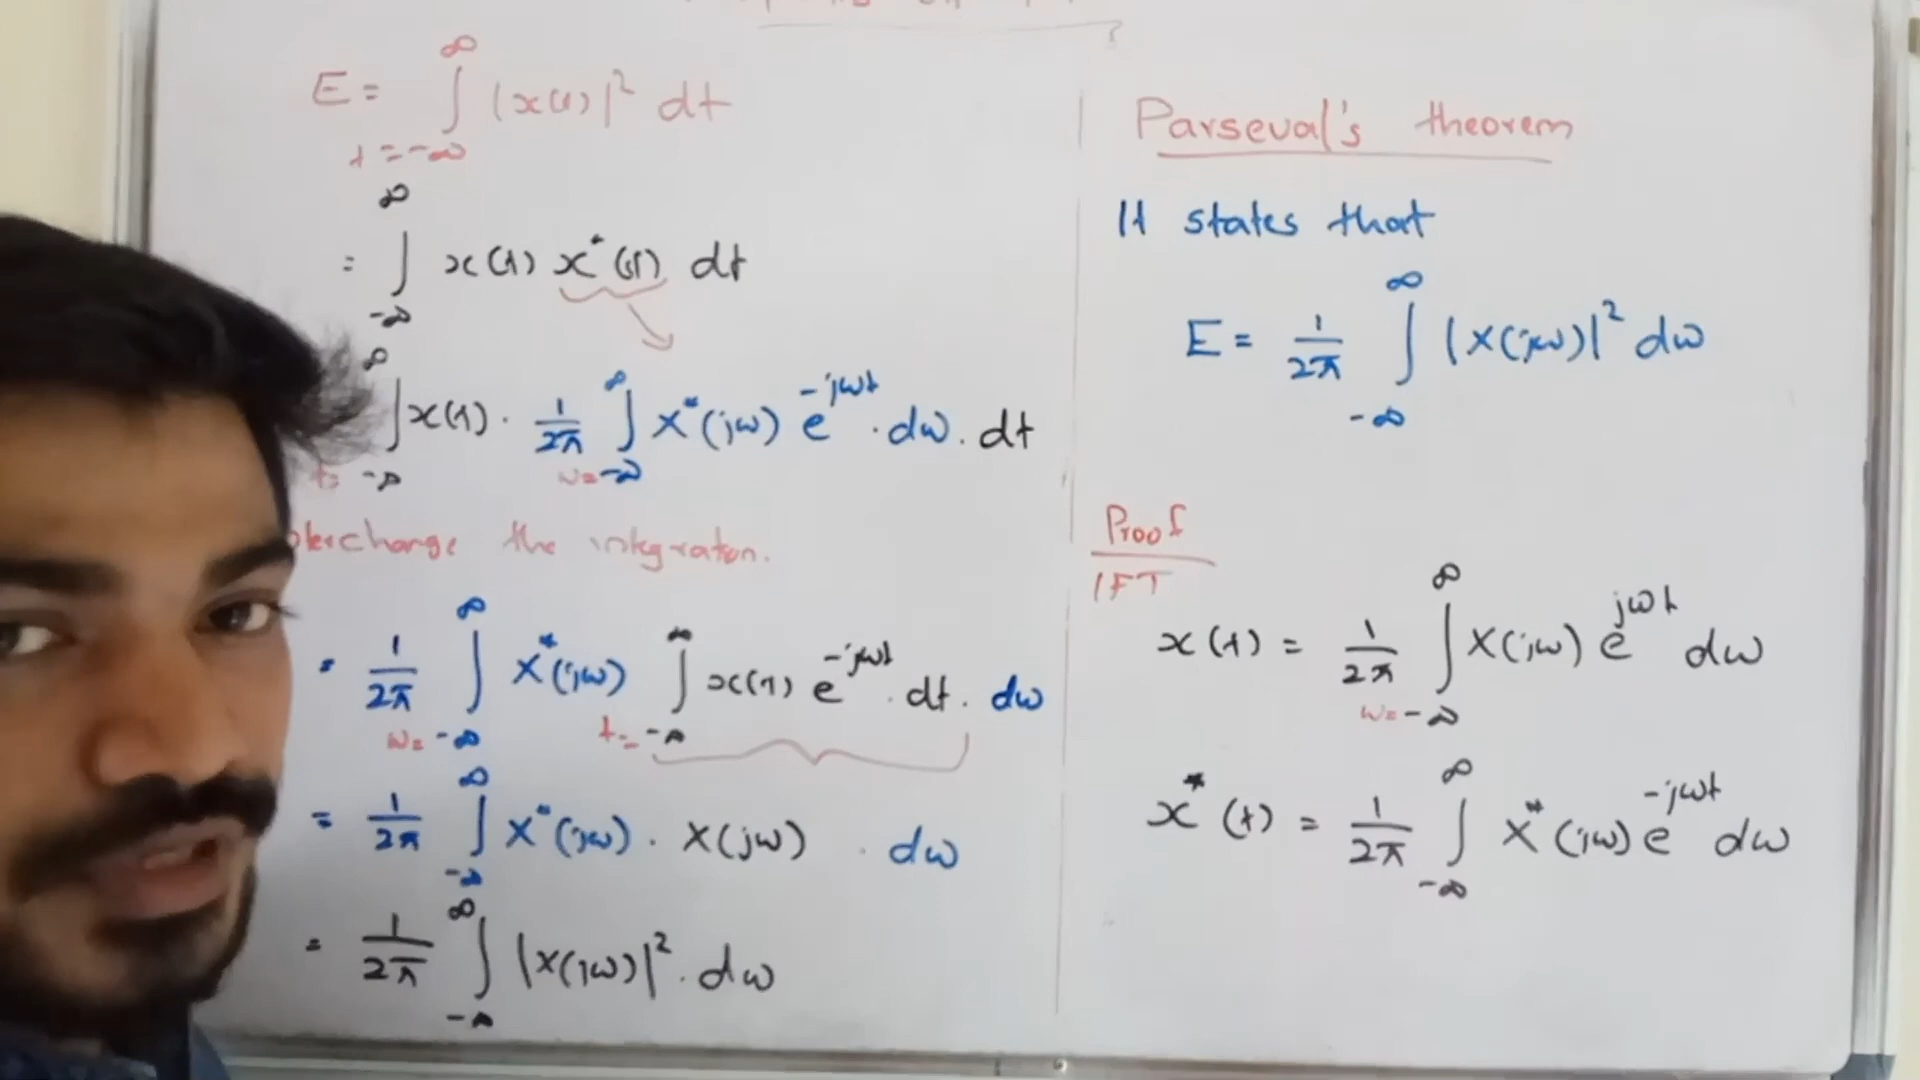 E = ∫_{t=-∞}^{∞} |x(t)|² dt
= ∫_{-∞}^{∞} x(t) x*(t) dt
∫_{t=-∞}^{∞} x(t) · 1/2π ∫_{ω=-∞}^{∞} X*(jω) e^{-jωt} · dω . dt
the integration.
= 1/2π ∫_{ω=-∞}^{∞} X*(jω) ∫_{t=-∞}^{∞} x(t) e^{-jωt} . dt . dω
= 1/2π ∫_{-∞}^{∞} X*(jω) . X(jω) . dω
= 1/2π ∫_{-∞}^{∞} |X(jω)|² . dω
Parseval's theorem
It states that
E = 1/2π ∫_{-∞}^{∞} |X(jω)|² dω
Proof
IFT
x(t) = 1/2π ∫_{ω=-∞}^{∞} X(jω) e^{jωt} dω
x*(t) = 1/2π ∫_{-∞}^{∞} X*(jω) e^{-jωt} dω